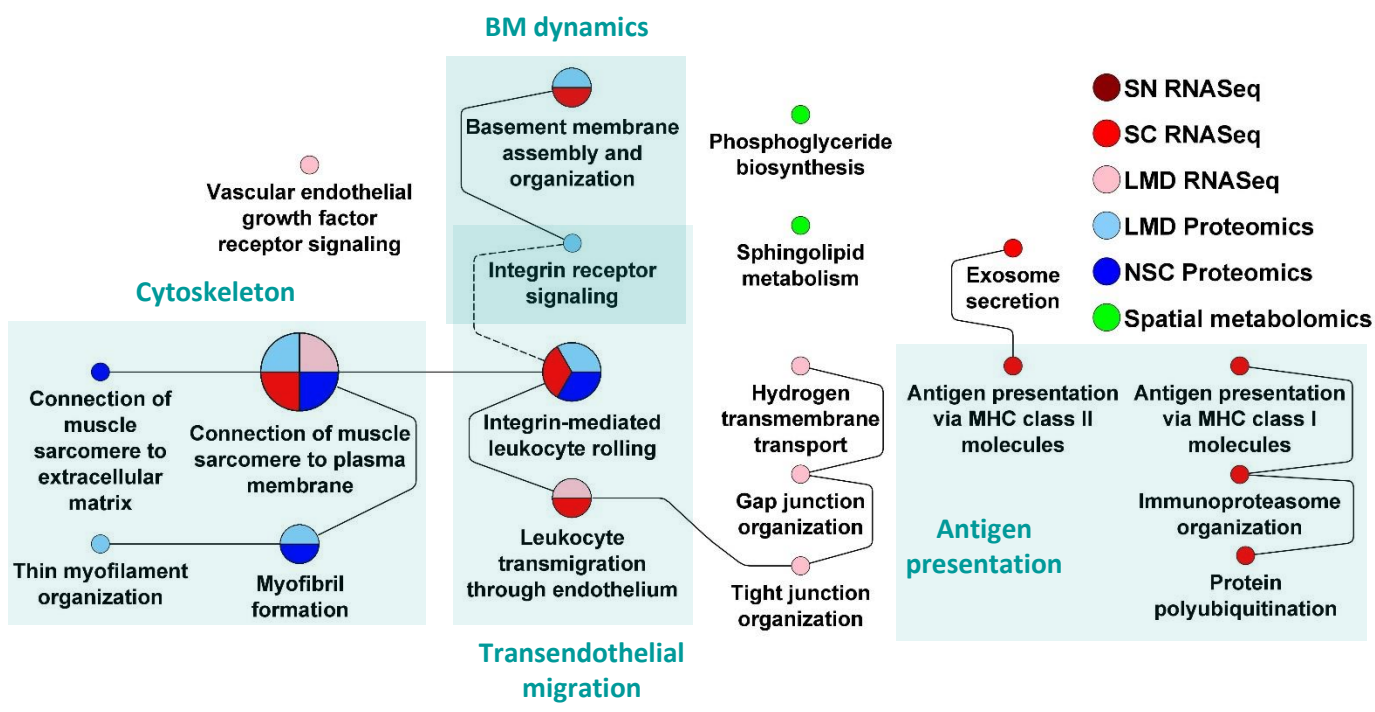 BM dynamics
Basement membrane
assembly and
organization
Vascular endothelial
growth factor
receptor signaling
Integrin receptor
signaling
Phosphoglyceride
biosynthesis
Sphingolipid
metabolism
SN RNASeq
SC RNASeq
LMD RNASeq
LMD Proteomics
NSC Proteomics
Spatial metabolomics
Exosome
secretion
Cytoskeleton
Connection of
muscle
sarcomere to
extracellular
matrix
Connection of muscle
sarcomere to plasma
membrane
Thin myofilament
organization
Myofibril
formation
Integrin-mediated
leukocyte rolling
Leukocyte
transmigration
through endothelium
Transendothelial
migration
Hydrogen
transmembrane
transport
Gap junction
organization
Tight junction
organization
Antigen presentation
via MHC class II
molecules
Antigen presentation
via MHC class I
molecules
Immunoproteasome
organization
Protein
polyubiquitination
Antigen
presentation